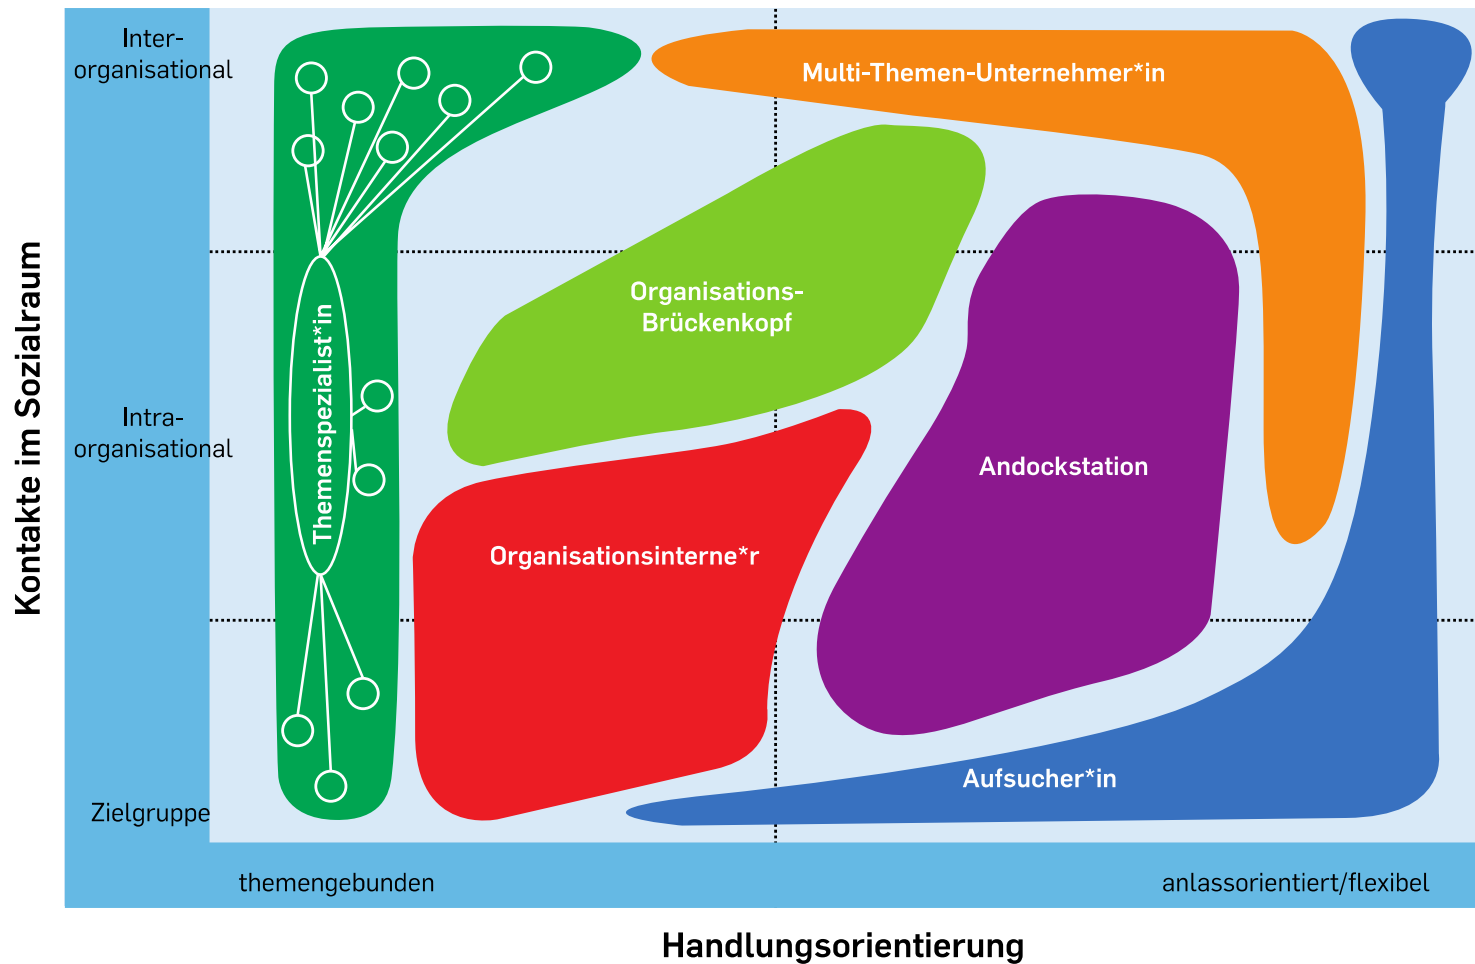 Kontakte im Sozialraum
Inter-
organisational
Intra-
organisational
Zielgruppe
Themenspezialist*in
Multi-Themen-Unternehmer*in
Organisations-
Brückenkopf
Andockstation
Organisationsinterne*r
Aufsucher*in
themengebunden
anlassorientiert/flexibel
Handlungsorientierung